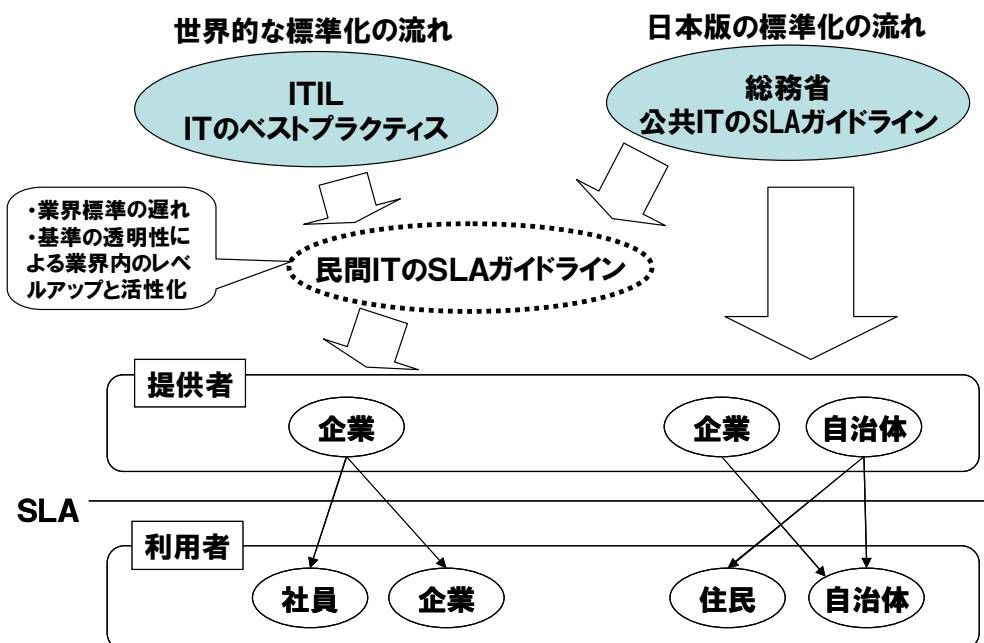 世界的な標準化の流れ
日本版の標準化の流れ
ITIL
ITのベストプラクティス
総務省
公共ITのSLAガイドライン
・業界標準の遅れ
・基準の透明性に
よる業界内のレベ
ルアップと活性化
民間ITのSLAガイドライン
提供者
企業
企業
自治体
SLA
利用者
社員
企業
住民
自治体